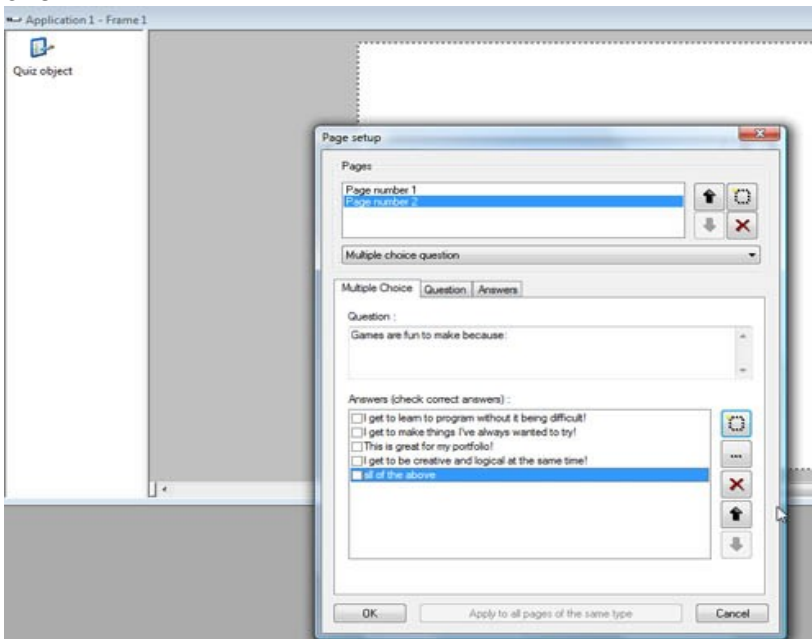 Application 1 - Frame 1
Quiz object
Page setup
Pages
Page number 1
Page number 2
Multiple choice question
Multiple Choice Question Answers
Question :
Games are fun to make because:
Answers (check correct answers) :
I get to learn to program without it being difficult!
I get to make things I've always wanted to try!
This is great for my portfolio!
I get to be creative and logical at the same time!
sll of the above
...
OK Apply to all pages of the same type Cancel